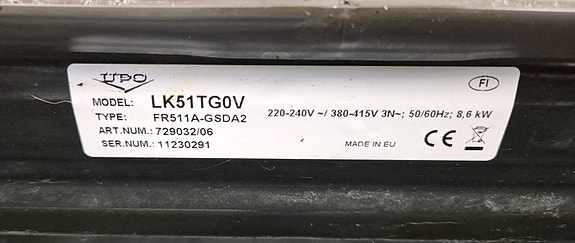 UPO
FI
MODEL: LK51TG0V
TYPE: FR511A-GSDA2 220-240V ~/ 380-415V 3N~; 50/60Hz; 8,6 kW
ART.NUM.: 729032/06
SER.NUM.: 11230291 MADE IN EU CE